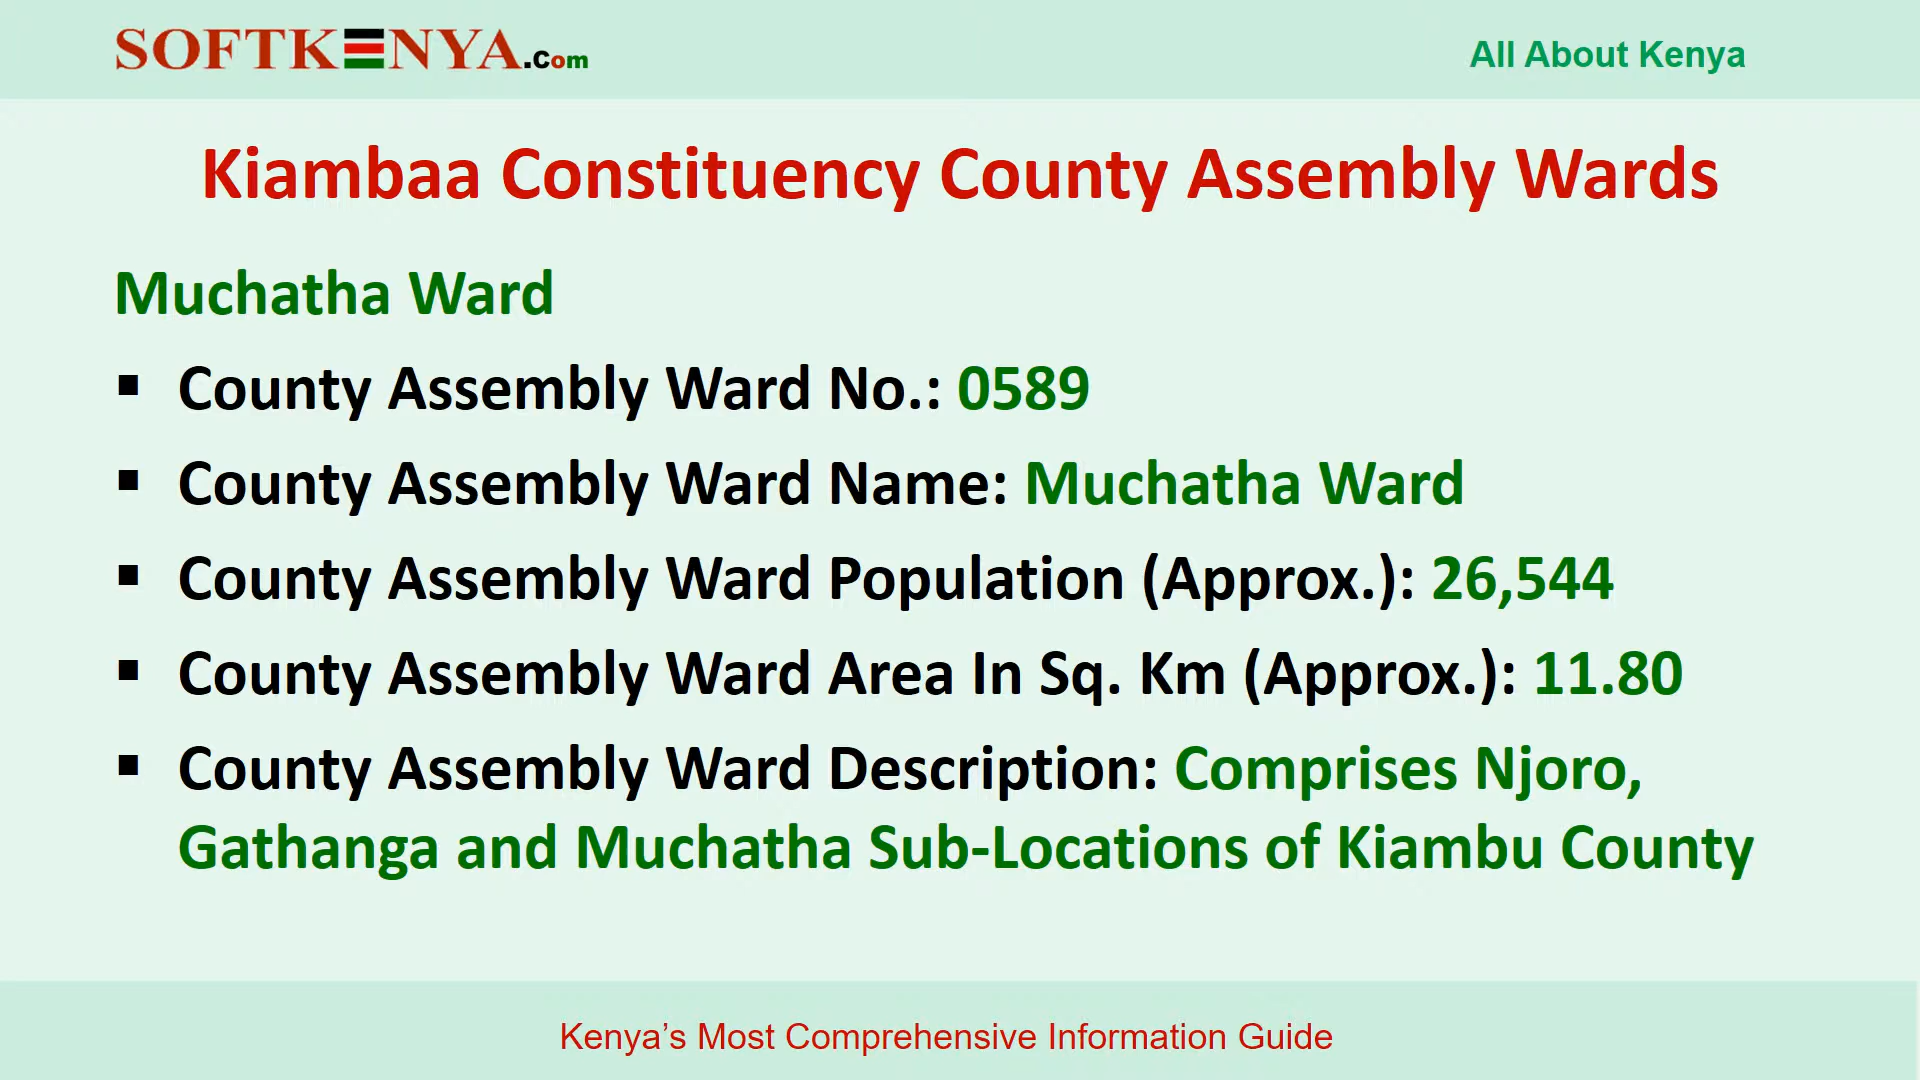 SOFTKENYA.Com
All About Kenya
Kiambaa Constituency County Assembly Wards
Muchatha Ward
▪ County Assembly Ward No.: 0589
▪ County Assembly Ward Name: Muchatha Ward
▪ County Assembly Ward Population (Approx.): 26,544
▪ County Assembly Ward Area In Sq. Km (Approx.): 11.80
▪ County Assembly Ward Description: Comprises Njoro,
Gathanga and Muchatha Sub-Locations of Kiambu County
Kenya’s Most Comprehensive Information Guide